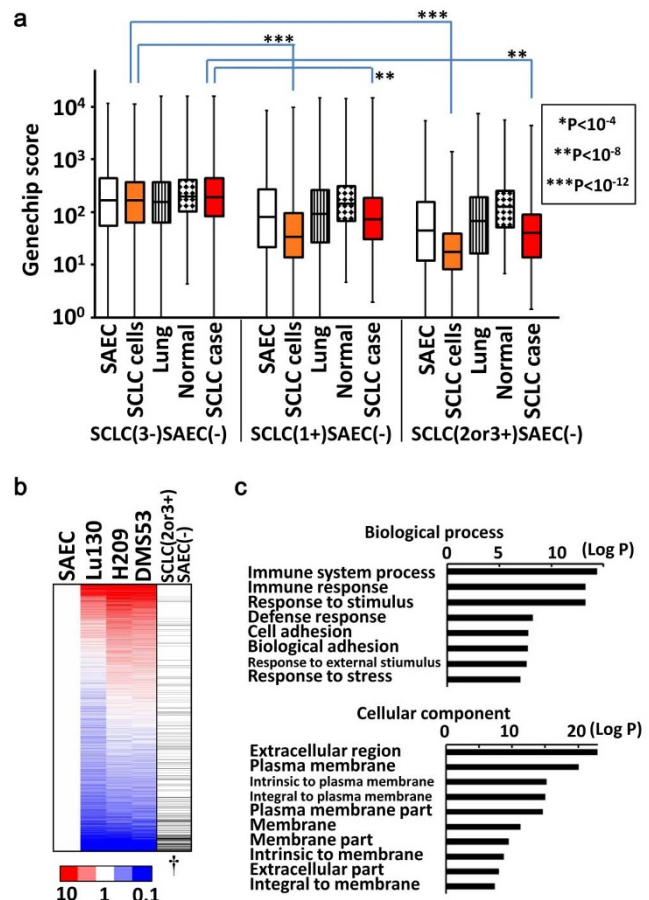 a
***
***
**
**
Genechip score
10⁴
10³
10²
10¹
10⁰
*P<10⁻⁴
**P<10⁻⁸
***P<10⁻¹²
SAEC
SCLC cells
Lung
Normal
SCLC case
SAEC
SCLC cells
Lung
Normal
SCLC case
SAEC
SCLC cells
Lung
Normal
SCLC case
SCLC(3-)SAEC(-)
SCLC(1+)SAEC(-)
SCLC(2or3+)SAEC(-)
b
SAEC
Lu130
H209
DMS53
SCLC(2or3+)
SAEC(-)
†
10 1 0.1
c
Biological process
0 5 10 (Log P)
Immune system process
Immune response
Response to stimulus
Defense response
Cell adhesion
Biological adhesion
Response to external stiumulus
Response to stress
Cellular component
0 5 10 15 20 (Log P)
Extracellular region
Plasma membrane
Intrinsic to plasma membrane
Integral to plasma membrane
Plasma membrane part
Membrane
Membrane part
Intrinsic to membrane
Extracellular part
Integral to membrane